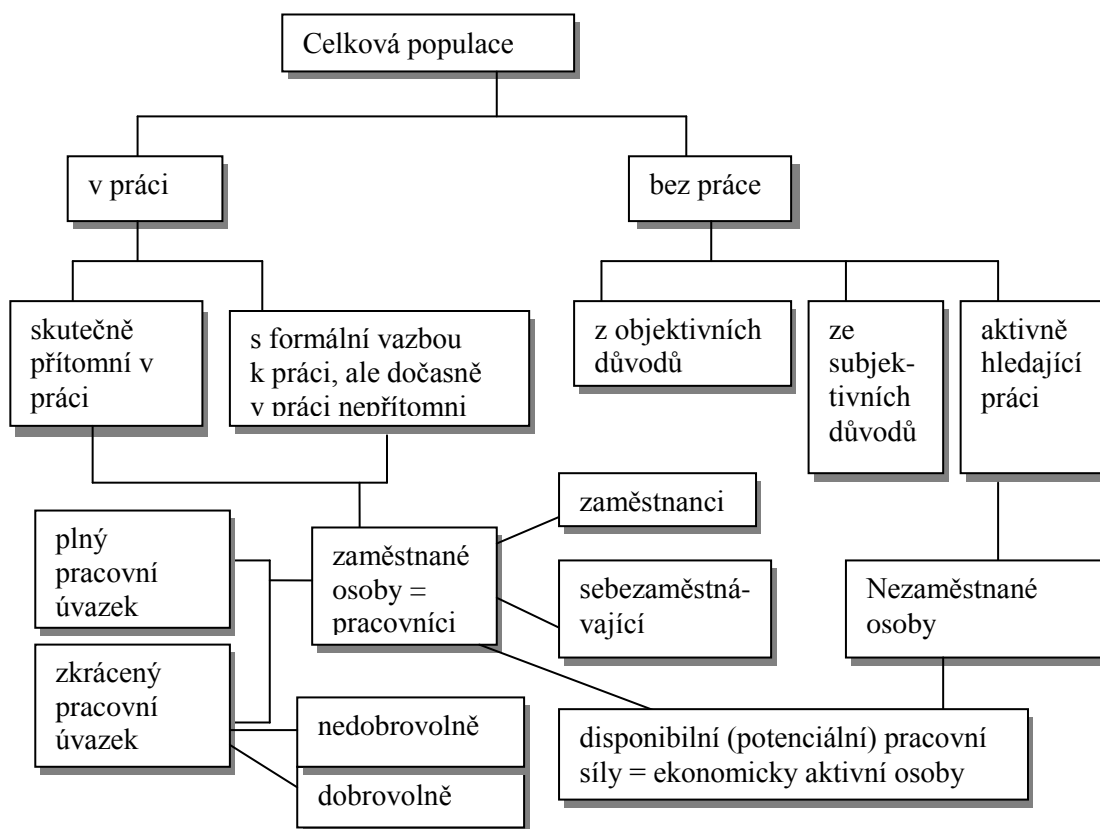 Celková populace
v práci
bez práce
skutečně
přítomní v
práci
s formální vazbou
k práci, ale dočasně
v práci nepřítomni
z objektivních
důvodů
ze
subjek-
tivních
důvodů
aktivně
hledající
práci
zaměstnanci
plný
pracovní
úvazek
zaměstnané
osoby =
pracovníci
sebezaměstná-
vající
Nezaměstnané
osoby
zkrácený
pracovní
úvazek
nedobrovolně
dobrovolně
disponibilní (potenciální) pracovní
síly = ekonomicky aktivní osoby